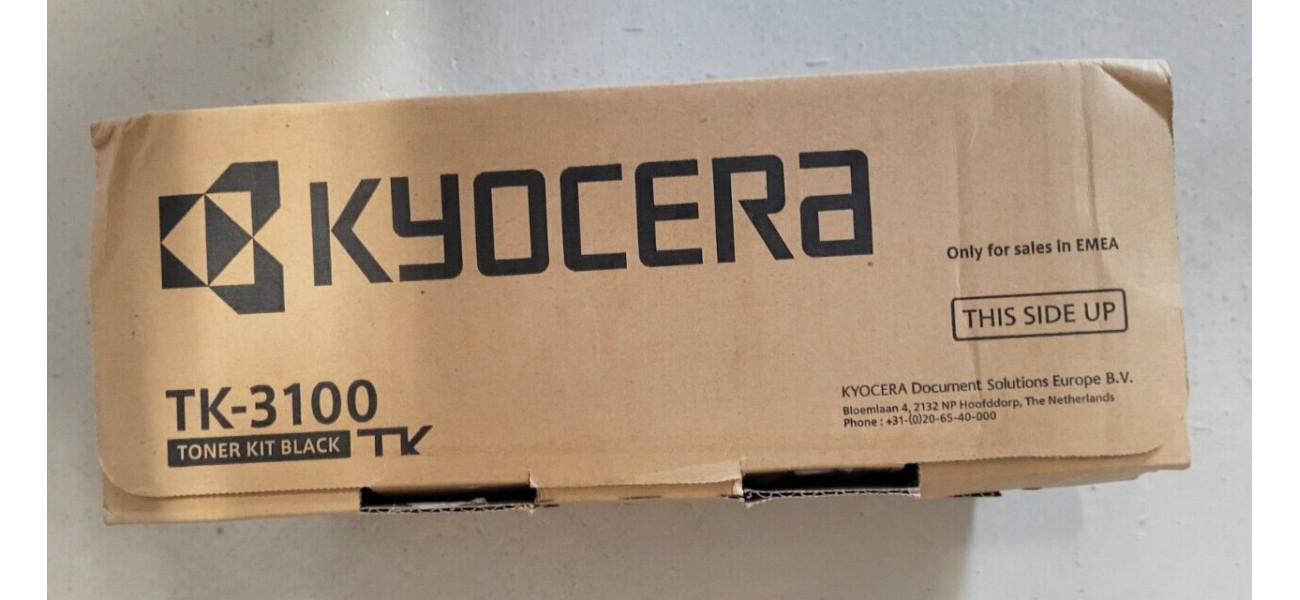 KYOCERA
Only for sales in EMEA
THIS SIDE UP
TK-3100
TONER KIT BLACK TK
KYOCERA Document Solutions Europe B.V.
Bloemlaan 4, 2132 NP Hoofddorp, The Netherlands
Phone : +31-(0)20-65-40-000